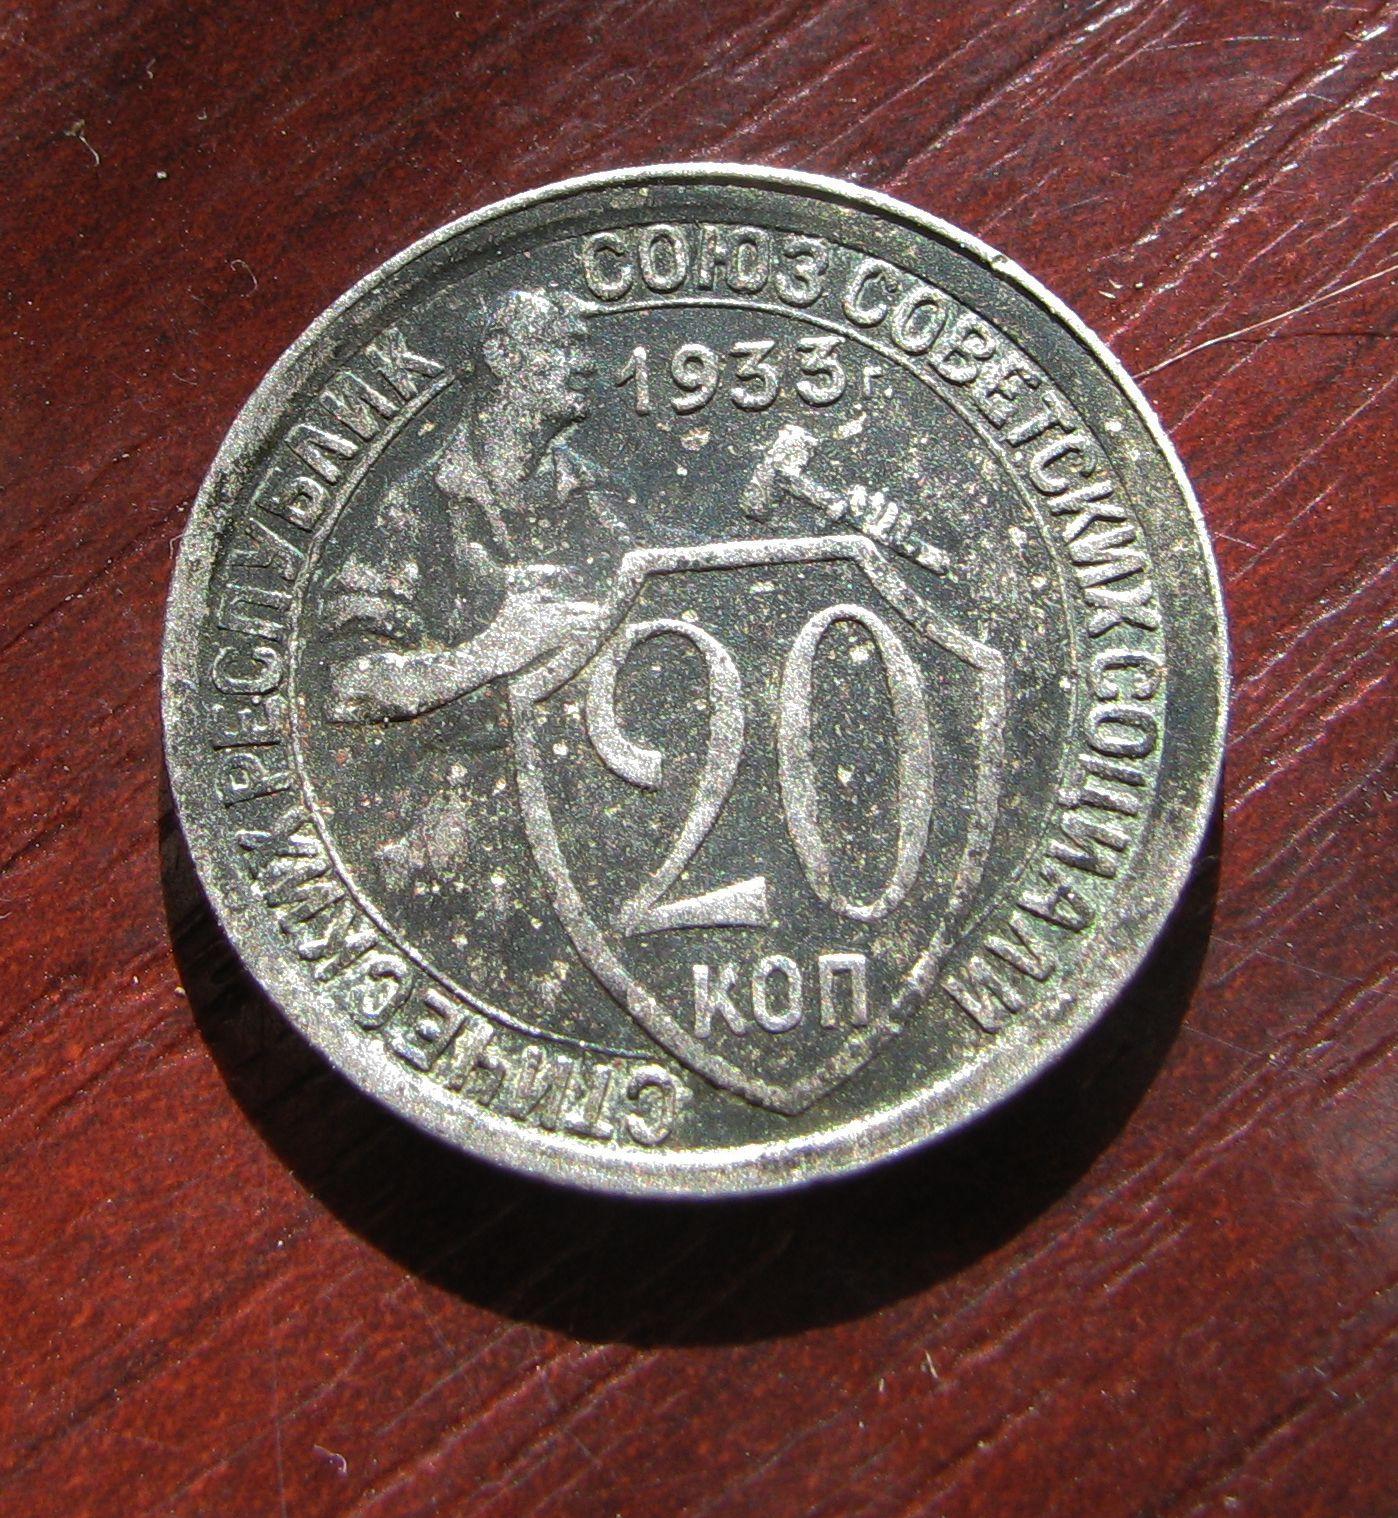 СОЮЗ СОВЕТСКИХ СОЦИАЛИСТИЧЕСКИХ РЕСПУБЛИК
1933 г.
20
КОП